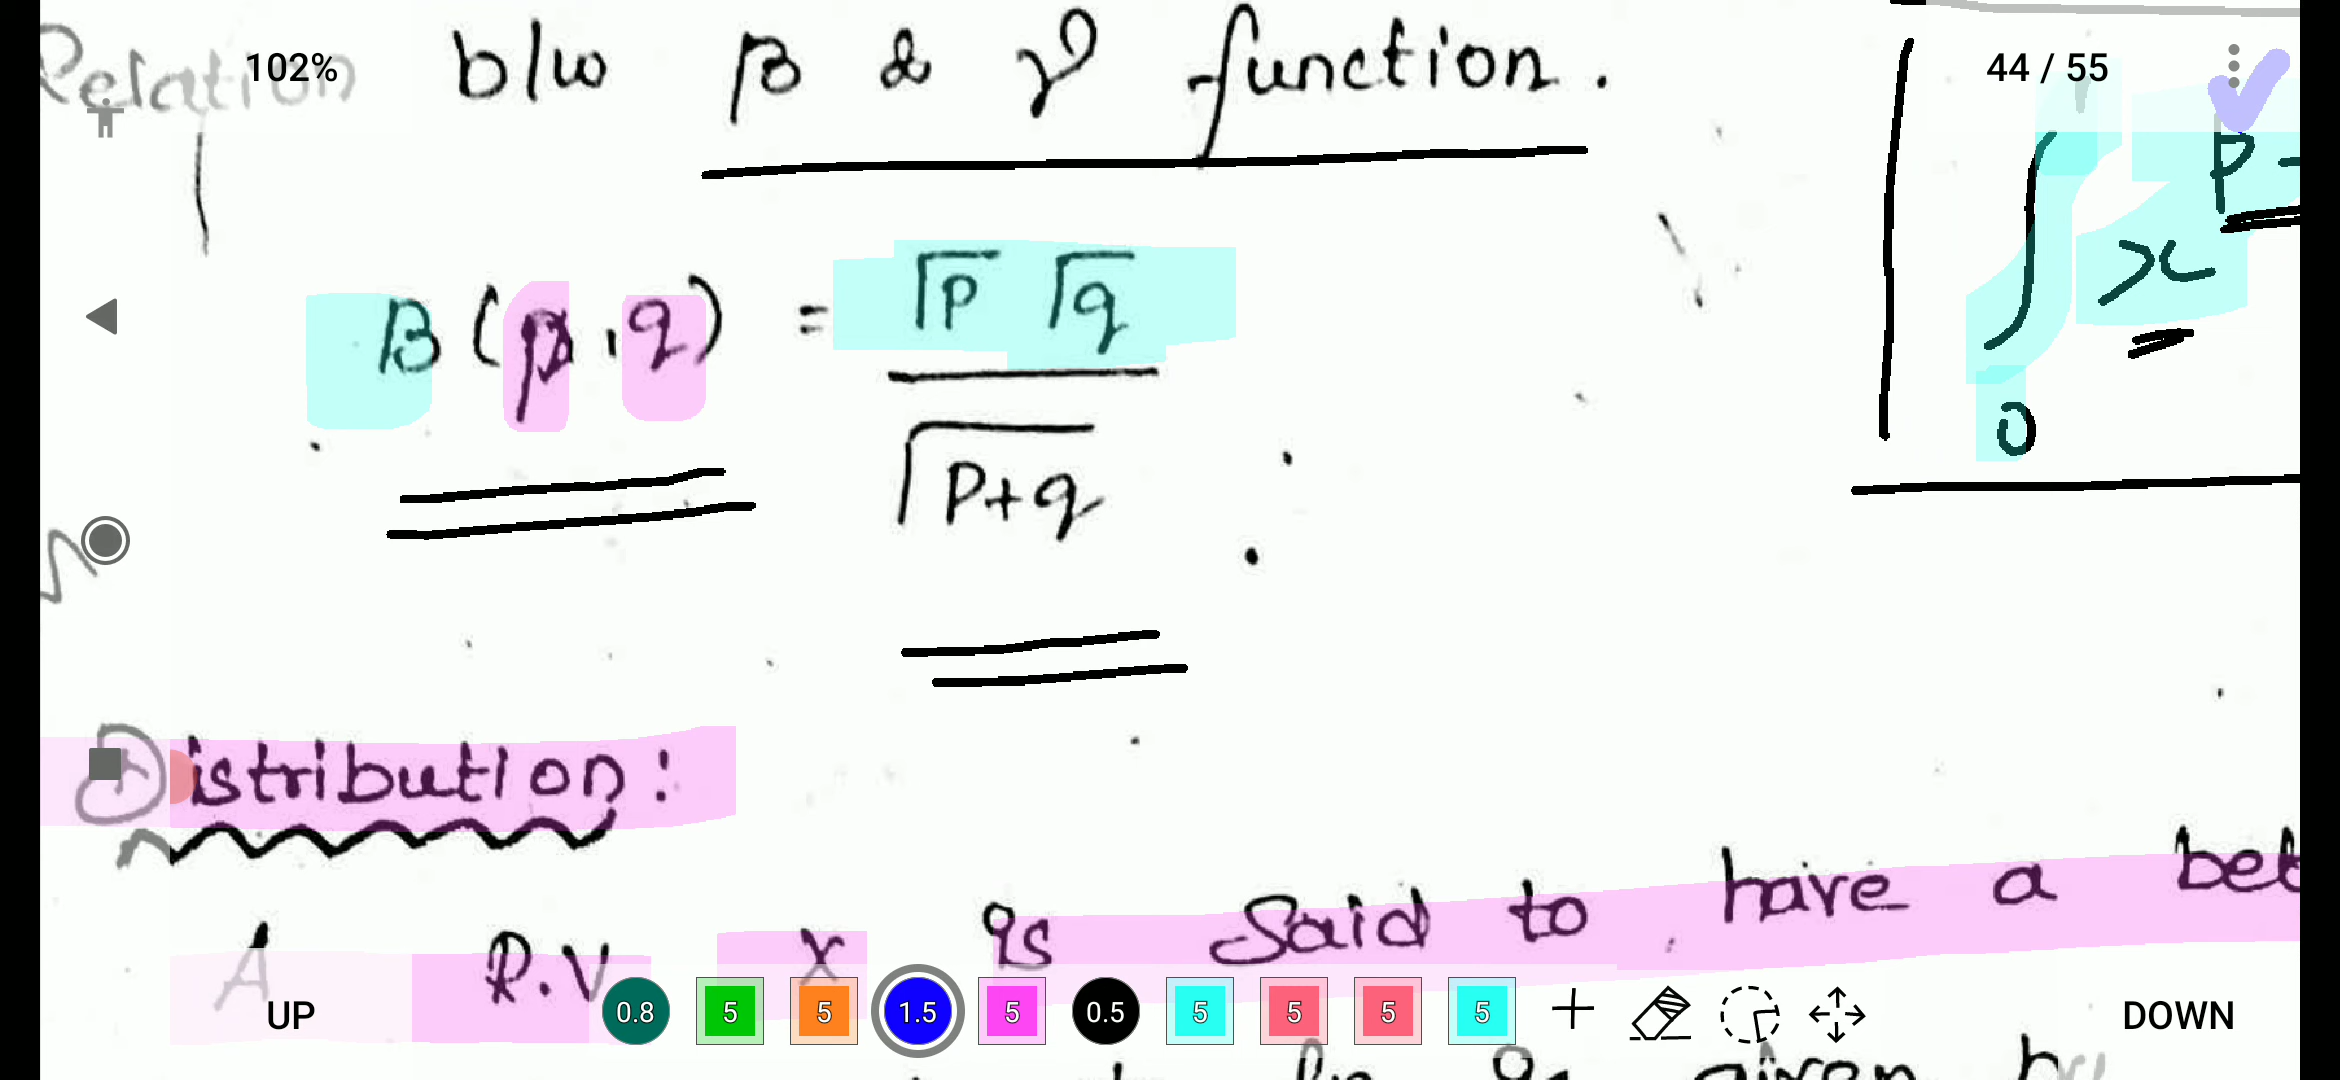 Relation b/w β & γ function.
102%
44 / 55
B (p, q) = Γp Γq
Γp+q
∫ x p-
0
Distribution:
A R.V X is Said to have a bet
UP 0.8 5 5 1.5 5 0.5 5 5 5 5 DOWN
given